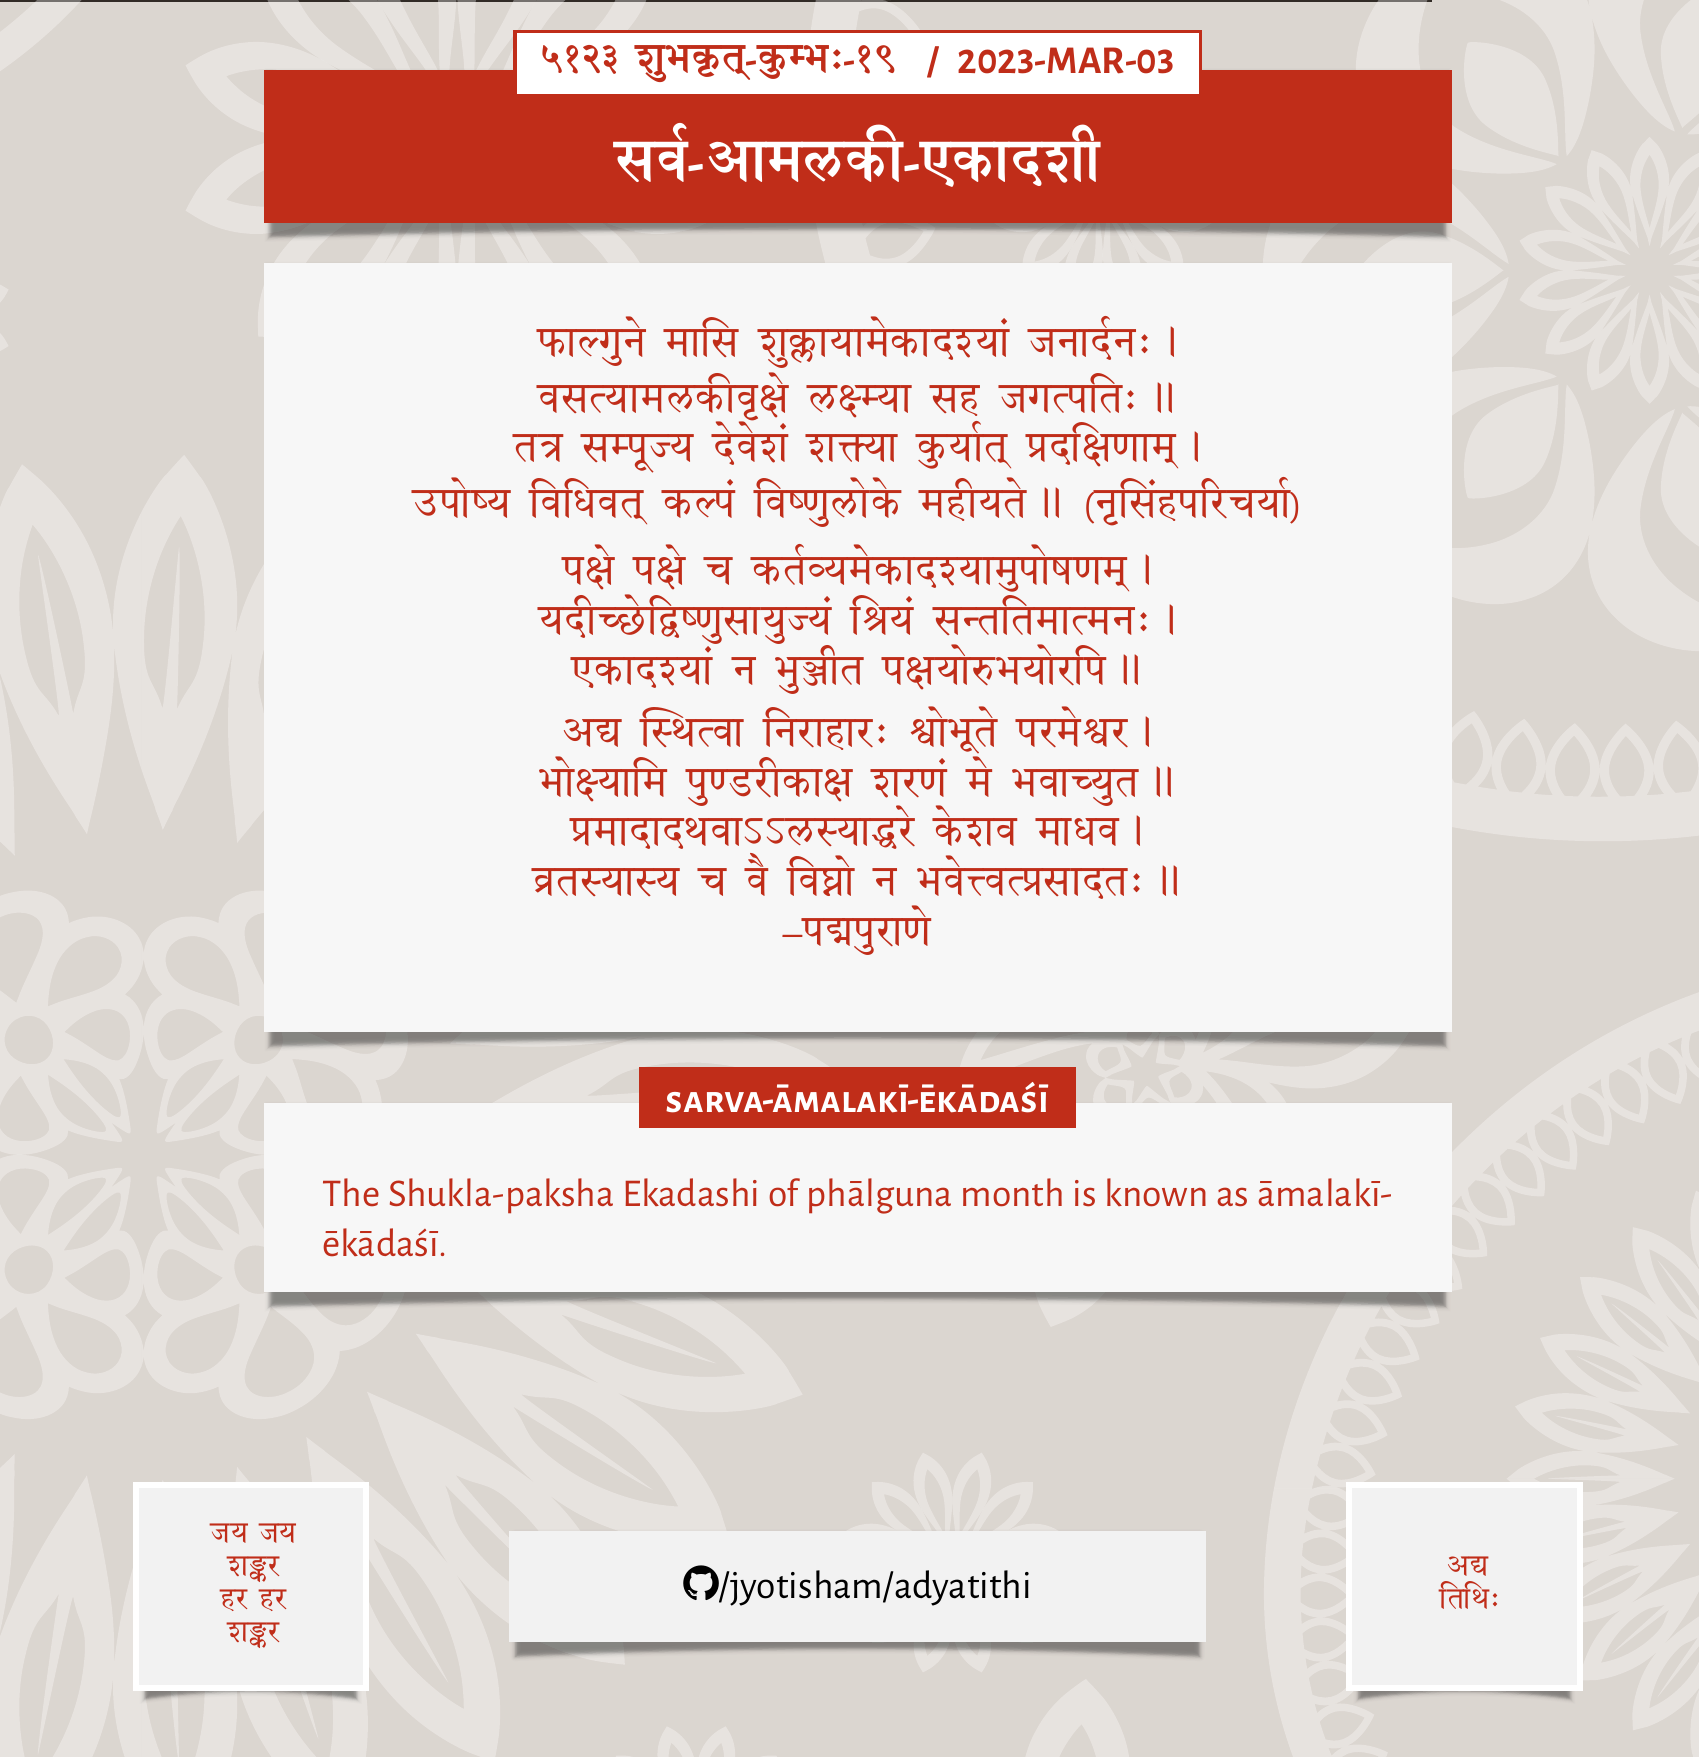 ५१२३ शुभकृत्-कुम्भः-१९ / 2023-MAR-03
सर्व-आमलकी-एकादशी
फाल्गुने मासि शुक्लायामेकादश्यां जनार्दनः ।
वसत्यामलकीवृक्षे लक्ष्म्या सह जगत्पतिः ॥
तत्र सम्पूज्य देवेशं शक्त्या कुर्यात् प्रदक्षिणाम् ।
उपोष्य विधिवत् कल्पं विष्णुलोके महीयते ॥ (नृसिंहपरिचर्या)
पक्षे पक्षे च कर्तव्यमेकादश्यामुपोषणम् ।
यदीच्छेद्विष्णुसायुज्यं श्रियं सन्ततिमात्मनः ।
एकादश्यां न भुञ्जीत पक्षयोरुभयोरपि ॥
अद्य स्थित्वा निराहारः श्वोभूते परमेश्वर ।
भोक्ष्यामि पुण्डरीकाक्ष शरणं मे भवाच्युत ॥
प्रमादादथवाऽऽलस्याद्धरे केशव माधव ।
व्रतस्यास्य च वै विघ्नो न भवेत्त्वत्प्रसादतः ॥
–पद्मपुराणे
SARVA-ĀMALAKĪ-ĒKĀDAŚĪ
The Shukla-paksha Ekadashi of phālguna month is known as āmalakī-
ēkādaśī.
जय जय
शङ्कर
हर हर
शङ्कर
/jyotisham/adyatithi
अद्य
तिथिः